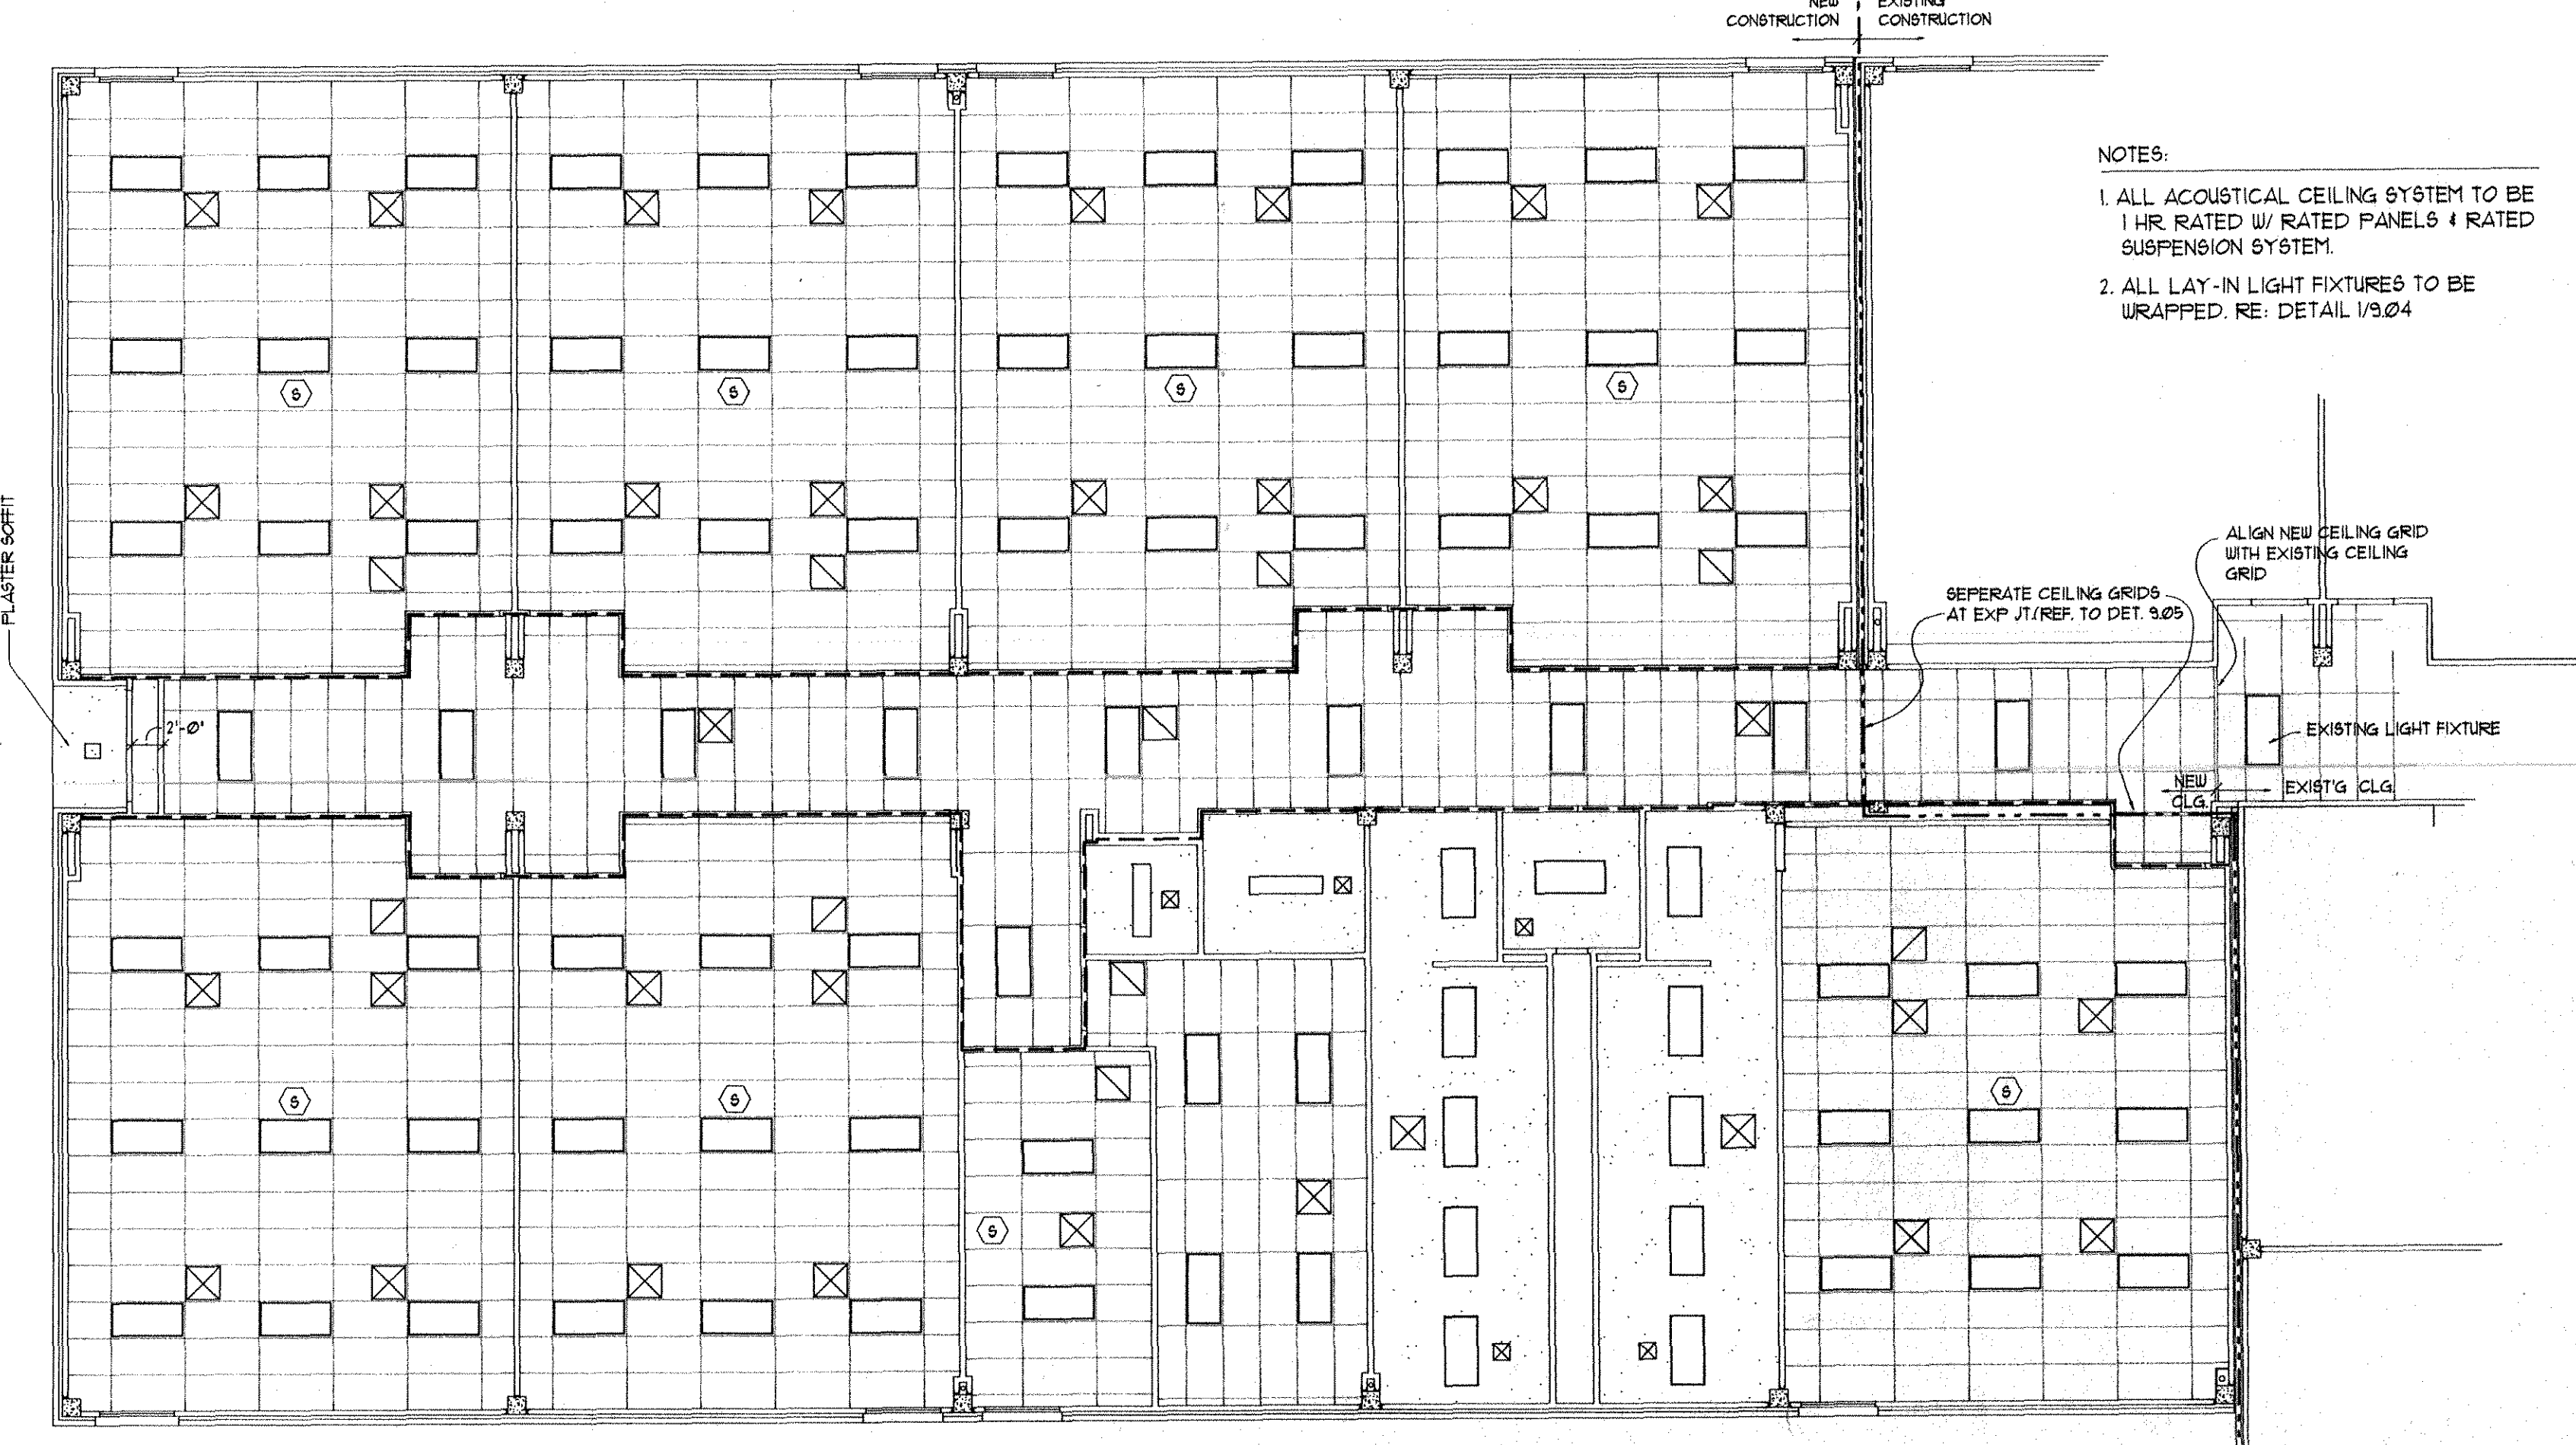 NEW
CONSTRUCTION
EXISTING
CONSTRUCTION
NOTES:
1. ALL ACOUSTICAL CEILING SYSTEM TO BE
1 HR. RATED W/ RATED PANELS & RATED
SUSPENSION SYSTEM.
2. ALL LAY-IN LIGHT FIXTURES TO BE
WRAPPED. RE: DETAIL 1/9.04
S
S
S
S
PLASTER SOFFIT
ALIGN NEW CEILING GRID
WITH EXISTING CEILING
GRID
SEPERATE CEILING GRIDS
AT EXP JT./REF. TO DET. 9.05
2'-0"
EXISTING LIGHT FIXTURE
NEW
CLG.
EXIST'G CLG.
S
S
S
S